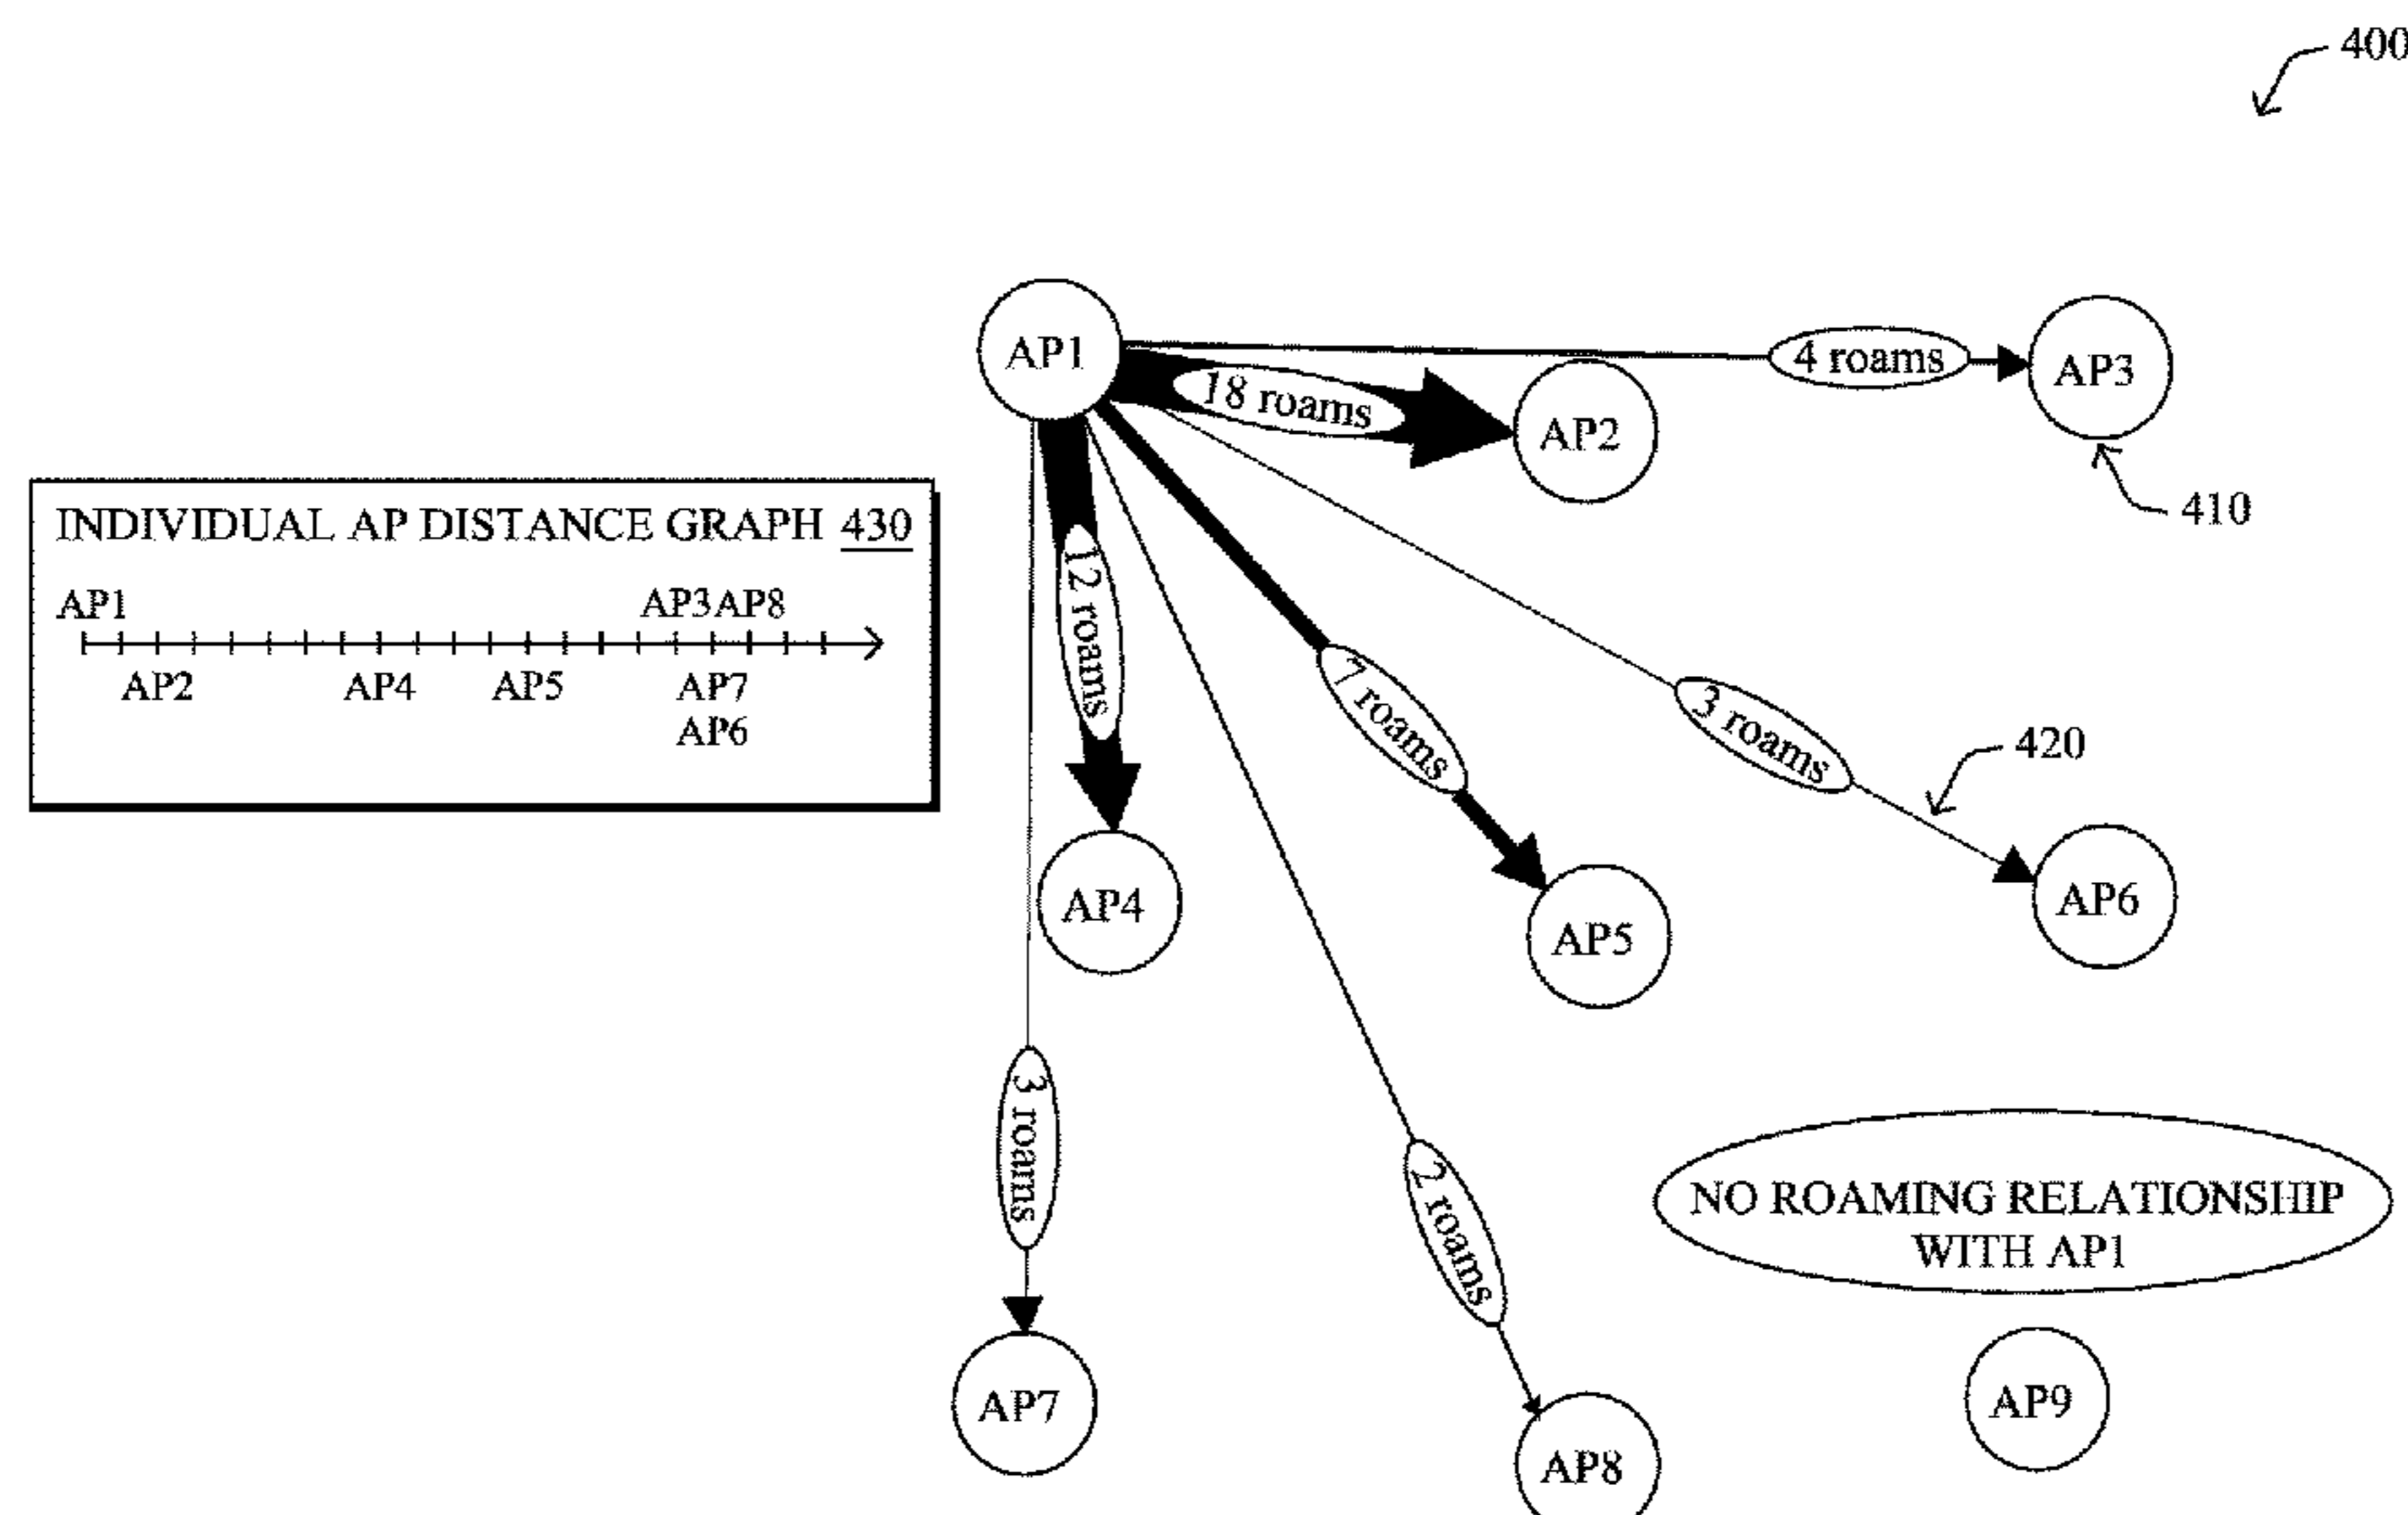 400
AP1
4 roams
AP3
18 roams
AP2
410
INDIVIDUAL AP DISTANCE GRAPH 430
AP1
AP3 AP8
AP2 AP4 AP5 AP7
AP6
12 roams
7 roams
3 roams
420
AP4
AP5
AP6
3 roams
2 roams
NO ROAMING RELATIONSHIP
WITH AP1
AP7
AP8
AP9